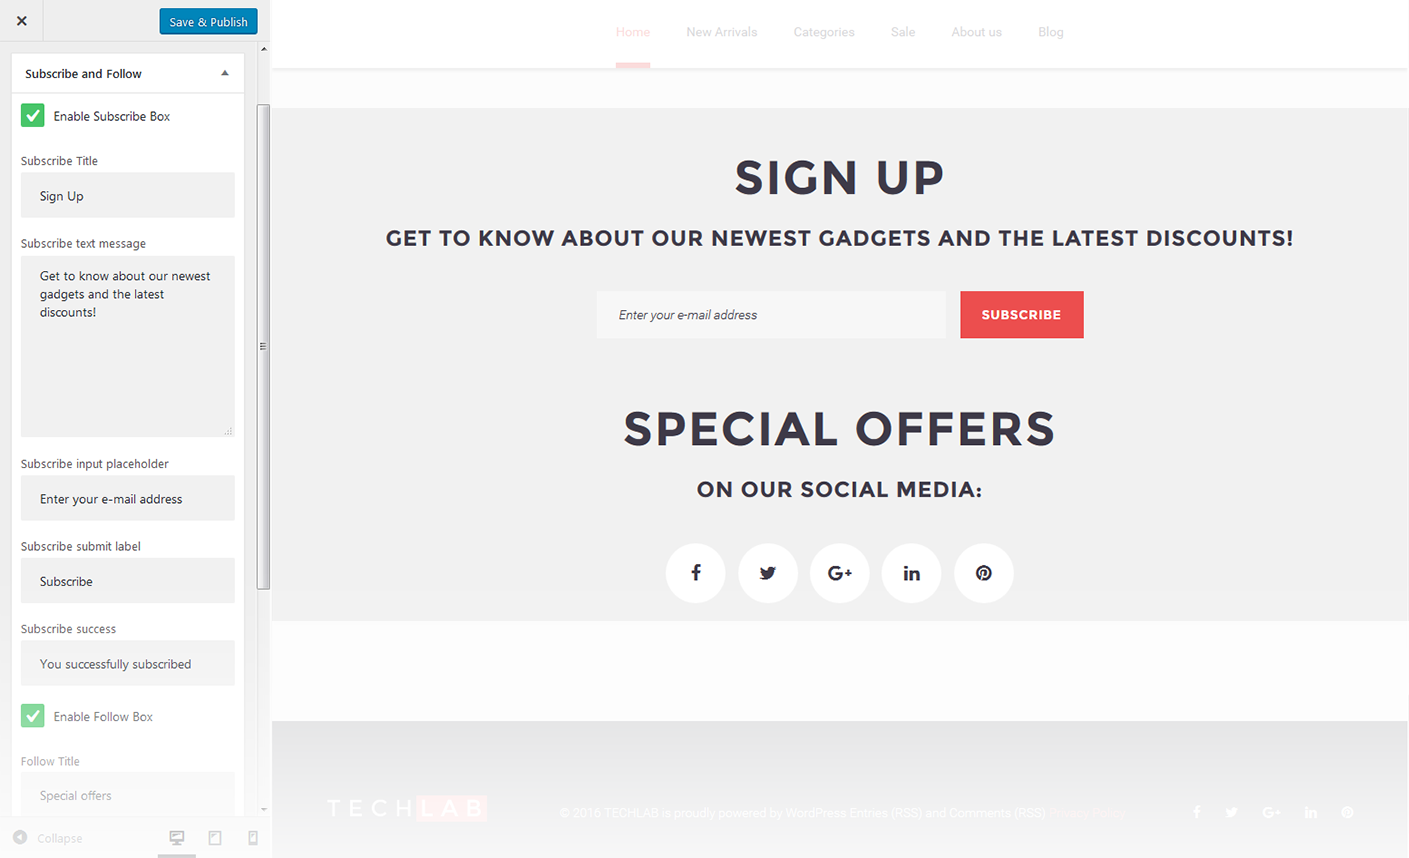 Save & Publish
Subscribe and Follow
Enable Subscribe Box
Subscribe Title
Sign Up
Subscribe text message
Get to know about our newest
gadgets and the latest
discounts!
Subscribe input placeholder
Enter your e-mail address
Subscribe submit label
Subscribe
Subscribe success
You successfully subscribed
Enable Follow Box
Follow Title
Special offers
Collapse
Home New Arrivals Categories Sale About us Blog
SIGN UP
GET TO KNOW ABOUT OUR NEWEST GADGETS AND THE LATEST DISCOUNTS!
Enter your e-mail address SUBSCRIBE
SPECIAL OFFERS
ON OUR SOCIAL MEDIA:
TECHLAB © 2016 TECHLAB is proudly powered by WordPress Entries (RSS) and Comments (RSS) Privacy Policy